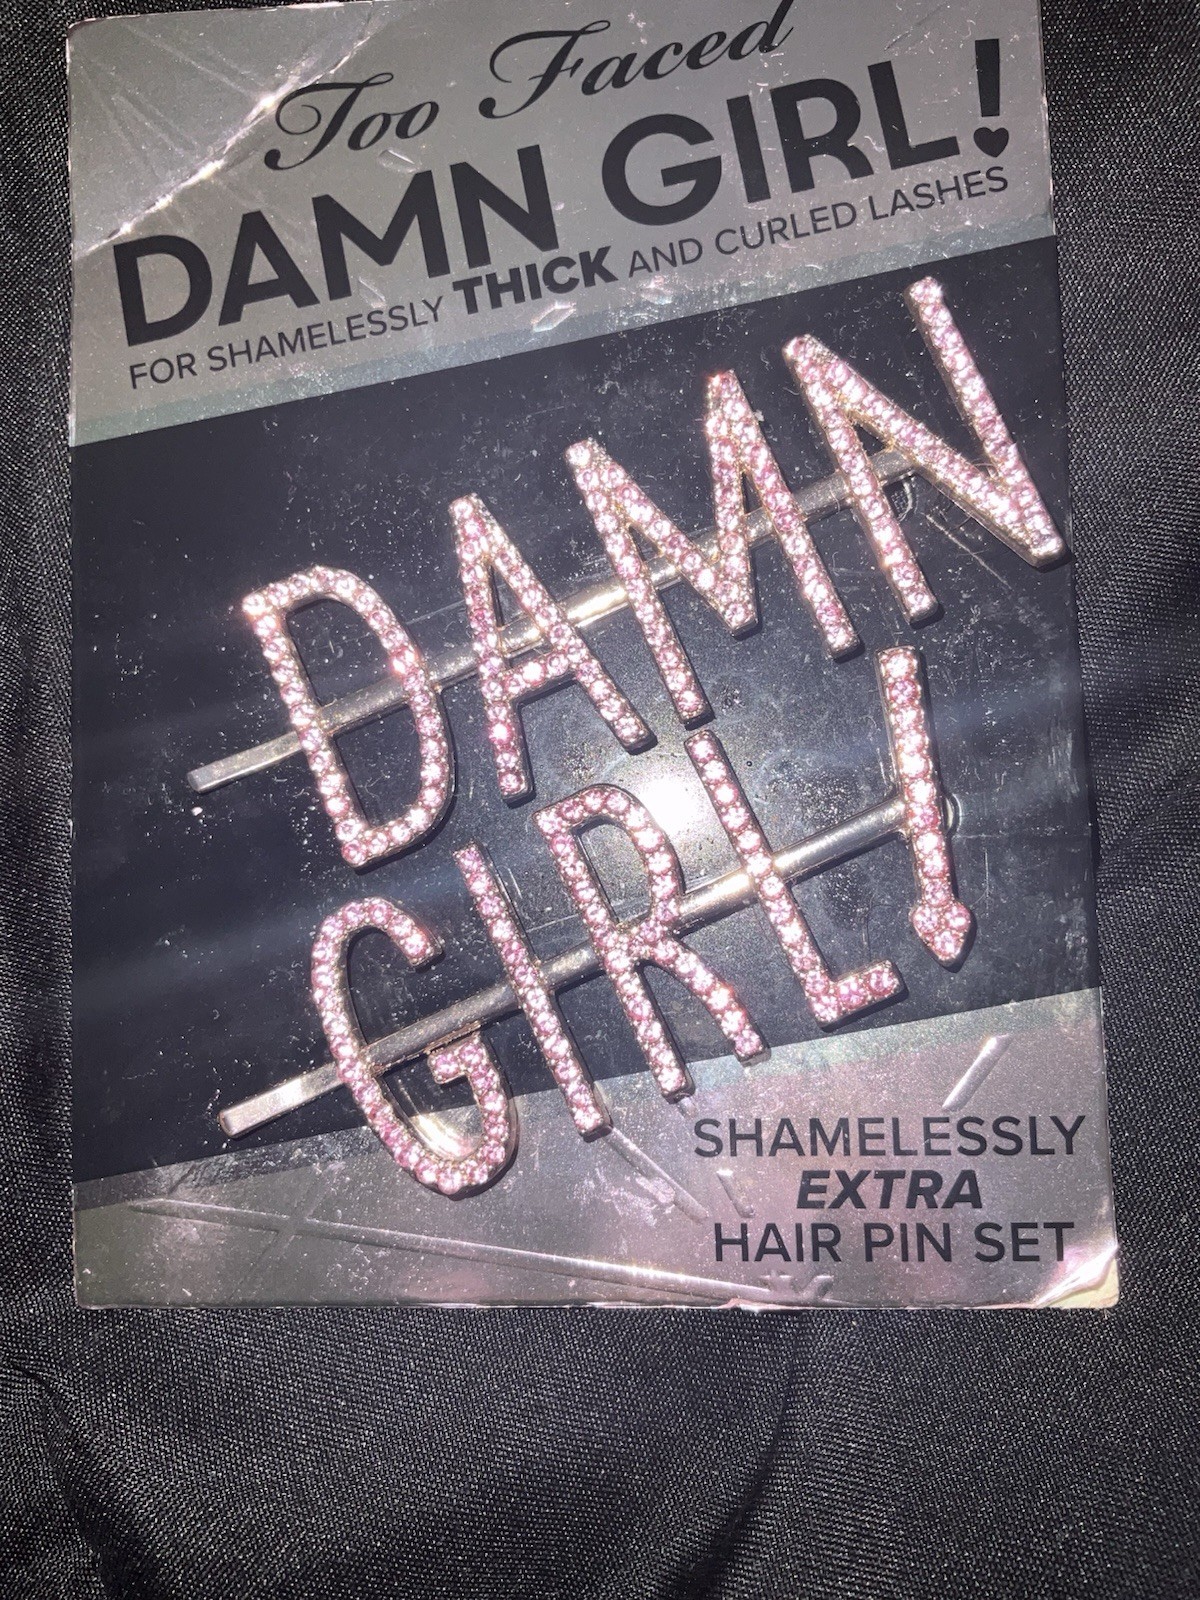 Too Faced
DAMN GIRL!
FOR SHAMELESSLY THICK AND CURLED LASHES
DAMN
GIRL!
SHAMELESSLY
EXTRA
HAIR PIN SET